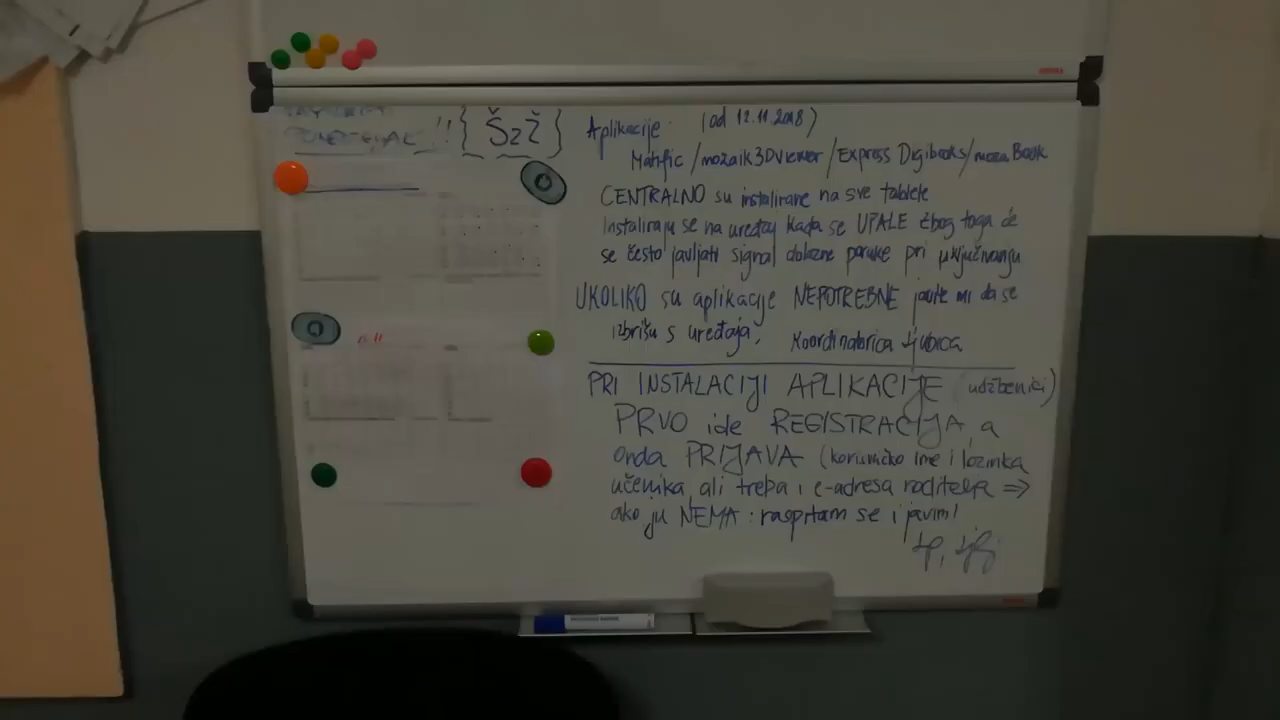 !! { ŠzŽ }
Aplikacije: (od 12.11.2018)
Matific / mozaik3DViewer / Express Digibooks / mozaBook
CENTRALNO su instalirane na sve tablete
Instaliraju se na uređaj kada se UPALE zbog toga će
se često javljati signal dolazne poruke pri uključivanju
UKOLIKO su aplikacije NEPOTREBNE javite mi da se
izbrišu s uređaja. Koordinatorica Ljubica
PRI INSTALACIJI APLIKACIJE (udžbenici)
PRVO ide REGISTRACIJA, a
onda PRIJAVA (korisničko ime i lozinka
učenika, ali treba i e-adresa roditelja ⇒
ako ju NEMA: raspitam se i javim!